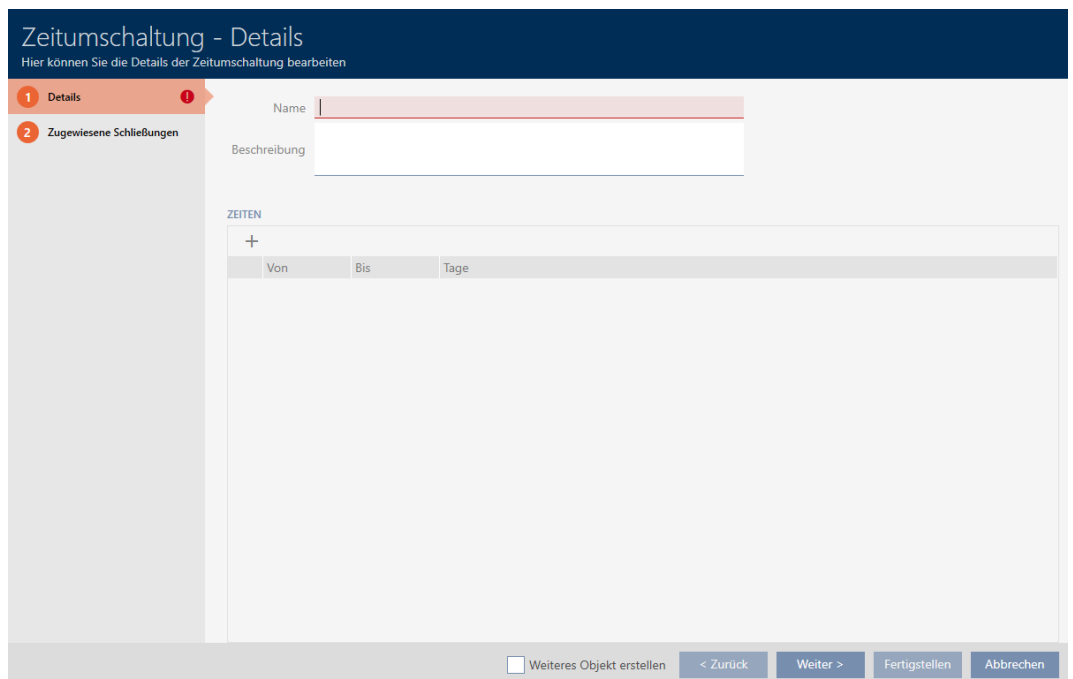 Zeitumschaltung - Details
Hier können Sie die Details der Zeitumschaltung bearbeiten
1 Details !
2 Zugewiesene Schließungen
Name
Beschreibung
ZEITEN
+
Von Bis Tage
Weiteres Objekt erstellen < Zurück Weiter > Fertigstellen Abbrechen